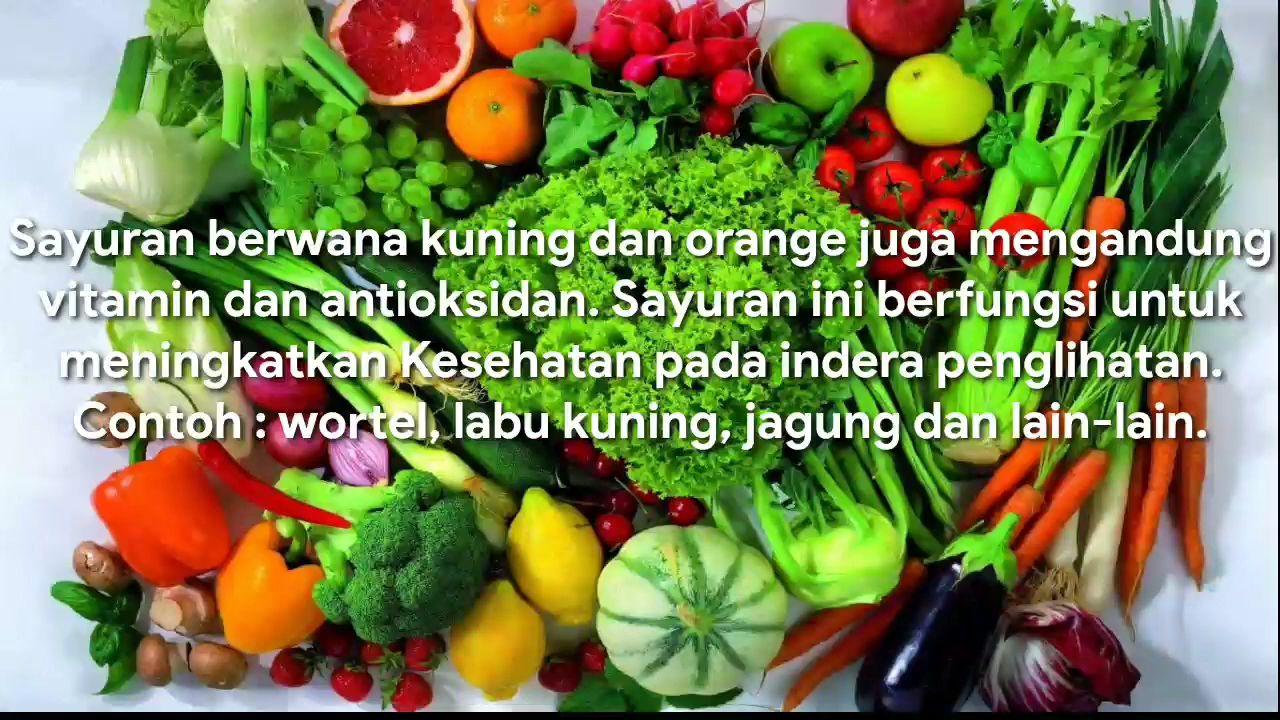 Sayuran berwana kuning dan orange juga mengandung
vitamin dan antioksidan. Sayuran ini berfungsi untuk
meningkatkan Kesehatan pada indera penglihatan.
Contoh : wortel, labu kuning, jagung dan lain-lain.